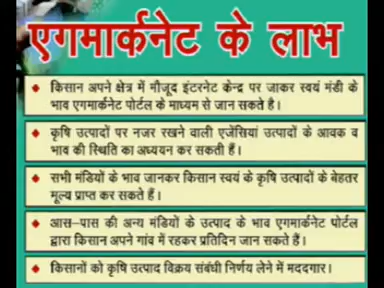 एगमार्कनेट के लाभ
किसान अपने क्षेत्र में मौजूद इंटरनेट केन्द्र पर जाकर स्वयं मंडी के
भाव एगमार्कनेट पोर्टल के माध्यम से जान सकते है।
कृषि उत्पादों पर नजर रखने वाली एजेंसियां उत्पादों के आवक व
भाव की स्थिति का अध्ययन कर सकती हैं।
सभी मंडियों के भाव जानकर किसान स्वयं के कृषि उत्पादों के बेहतर
मूल्य प्राप्त कर सकते हैं।
आस–पास की अन्य मंडियों के उत्पाद के भाव एगमार्कनेट पोर्टल
द्वारा किसान अपने गांव में रहकर प्रतिदिन जान सकते हैं।
किसानों को कृषि उत्पाद विक्रय संबंधी निर्णय लेने में मददगार।